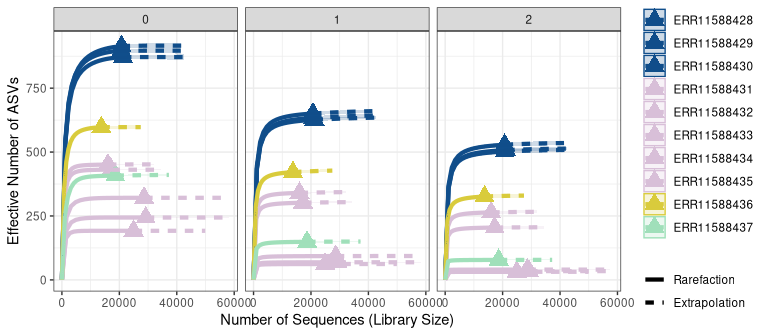 0
1
2
Effective Number of ASVs
750
500
250
0
0 20000 40000 60000
0 20000 40000 60000
0 20000 40000 60000
Number of Sequences (Library Size)
ERR11588428
ERR11588429
ERR11588430
ERR11588431
ERR11588432
ERR11588433
ERR11588434
ERR11588435
ERR11588436
ERR11588437
Rarefaction
Extrapolation